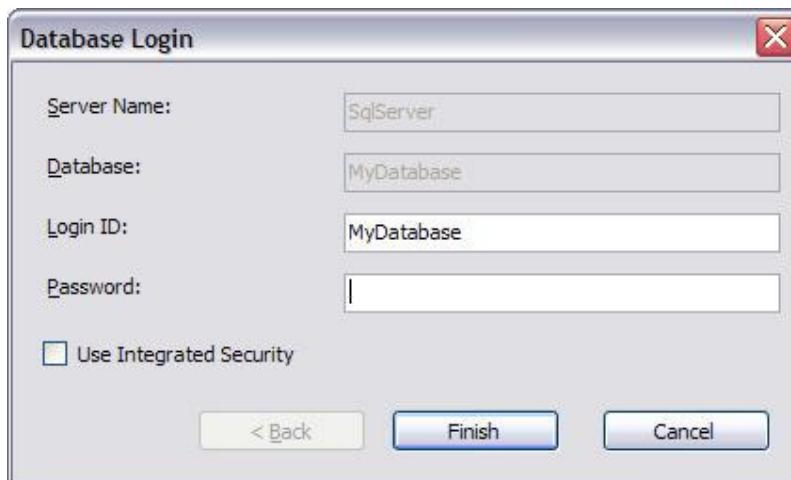 Database Login
Server Name: SqlServer
Database: MyDatabase
Login ID: MyDatabase
Password:
Use Integrated Security
< Back Finish Cancel